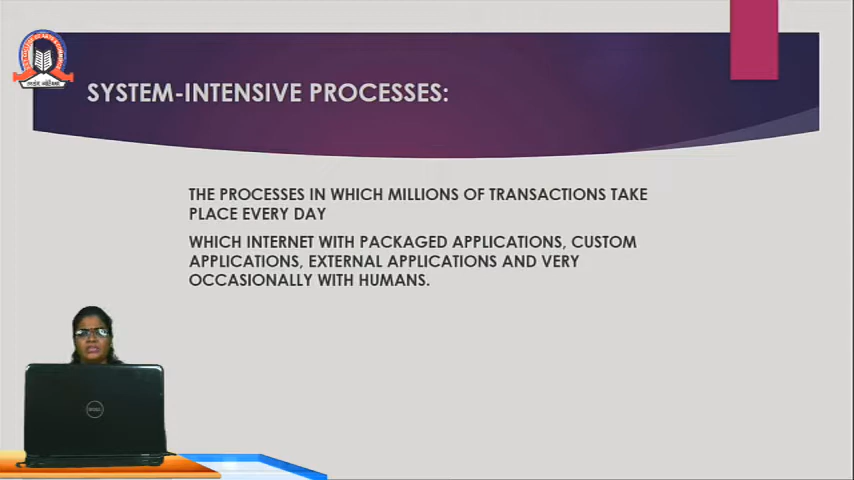 SYSTEM-INTENSIVE PROCESSES:
THE PROCESSES IN WHICH MILLIONS OF TRANSACTIONS TAKE
PLACE EVERY DAY
WHICH INTERNET WITH PACKAGED APPLICATIONS, CUSTOM
APPLICATIONS, EXTERNAL APPLICATIONS AND VERY
OCCASIONALLY WITH HUMANS.
DELL